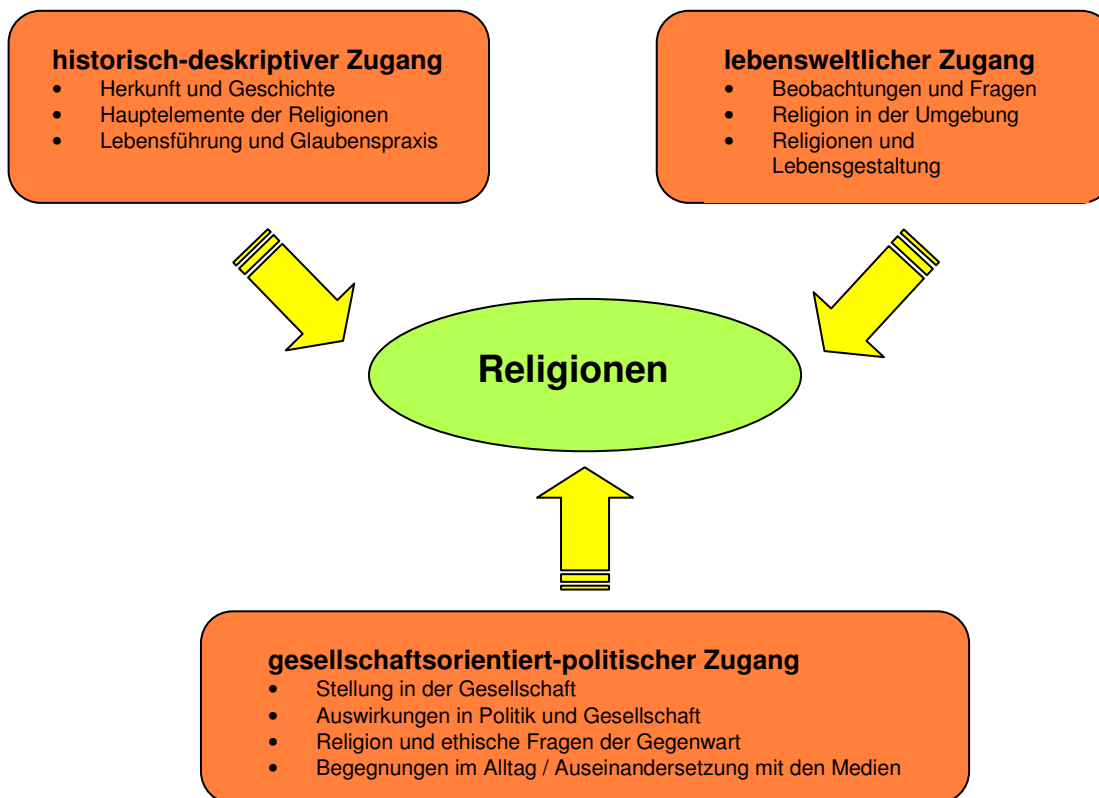 historisch-deskriptiver Zugang
• Herkunft und Geschichte
• Hauptelemente der Religionen
• Lebensführung und Glaubenspraxis
lebensweltlicher Zugang
• Beobachtungen und Fragen
• Religion in der Umgebung
• Religionen und
Lebensgestaltung
Religionen
gesellschaftsorientiert-politischer Zugang
• Stellung in der Gesellschaft
• Auswirkungen in Politik und Gesellschaft
• Religion und ethische Fragen der Gegenwart
• Begegnungen im Alltag / Auseinandersetzung mit den Medien